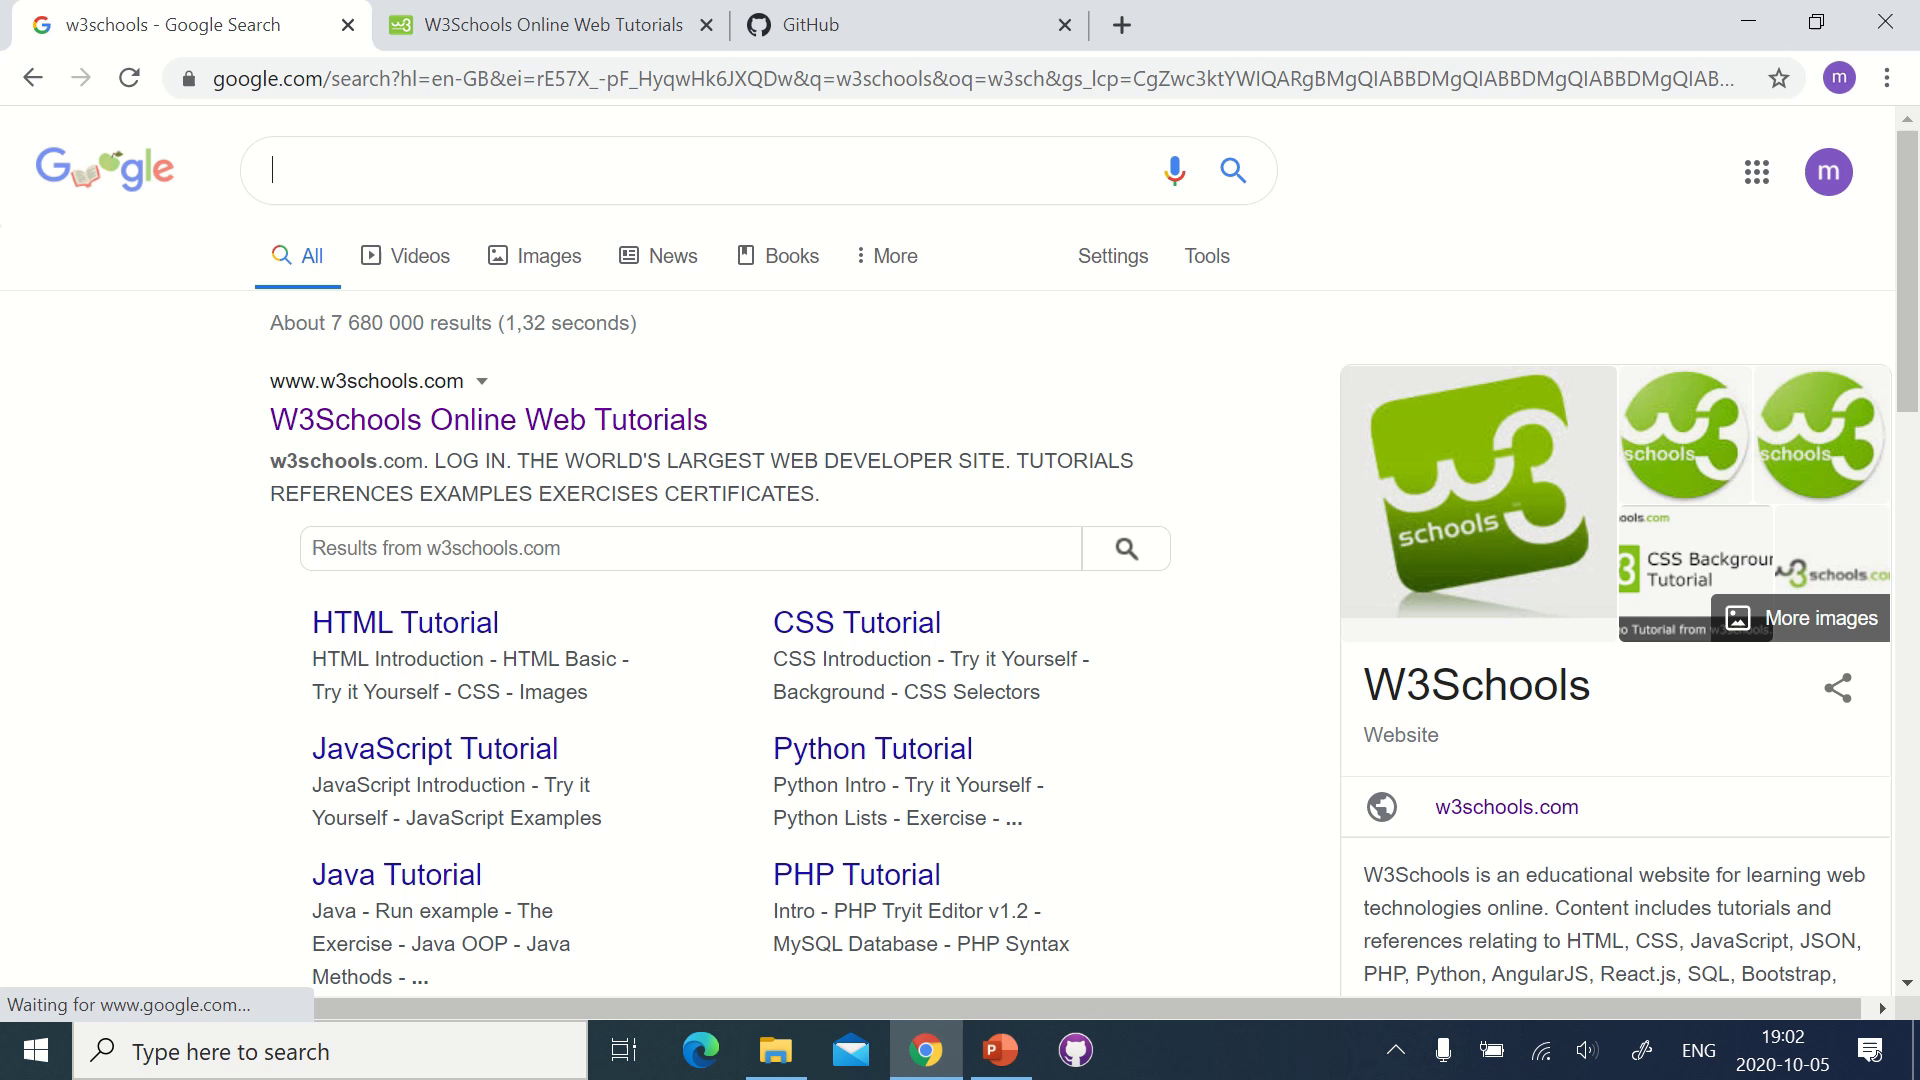 w3schools - Google Search
W3Schools Online Web Tutorials
GitHub
google.com/search?hl=en-GB&ei=rE57X_-pF_HyqwHk6JXQDw&q=w3schools&oq=w3sch&gs_lcp=CgZwc3ktYWIQARgBMgQIABBDMgQIABBDMgQIABBDMgQIAB...
m
Google
m
All
Videos
Images
News
Books
More
Settings
Tools
About 7 680 000 results (1,32 seconds)
www.w3schools.com
W3Schools Online Web Tutorials
w3schools.com. LOG IN. THE WORLD'S LARGEST WEB DEVELOPER SITE. TUTORIALS
REFERENCES EXAMPLES EXERCISES CERTIFICATES.
Results from w3schools.com
HTML Tutorial
HTML Introduction - HTML Basic -
Try it Yourself - CSS - Images
CSS Tutorial
CSS Introduction - Try it Yourself -
Background - CSS Selectors
JavaScript Tutorial
JavaScript Introduction - Try it
Yourself - JavaScript Examples
Python Tutorial
Python Intro - Try it Yourself -
Python Lists - Exercise - ...
Java Tutorial
Java - Run example - The
Exercise - Java OOP - Java
Methods - ...
PHP Tutorial
Intro - PHP Tryit Editor v1.2 -
MySQL Database - PHP Syntax
w3
schools
w3
schools
w3
schools
ools.com
3 CSS Backgrour
Tutorial
w3schools.co
o Tutorial from w3schools.
More images
W3Schools
Website
w3schools.com
W3Schools is an educational website for learning web
technologies online. Content includes tutorials and
references relating to HTML, CSS, JavaScript, JSON,
PHP, Python, AngularJS, React.js, SQL, Bootstrap,
Waiting for www.google.com...
Type here to search
P
ENG
19:02
2020-10-05